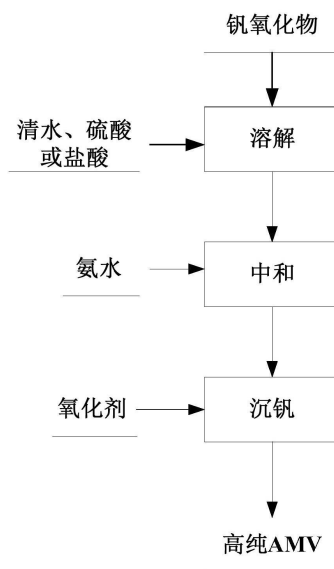 钒氧化物
清水、硫酸
或盐酸
溶解
氨水
中和
氧化剂
沉钒
高纯AMV